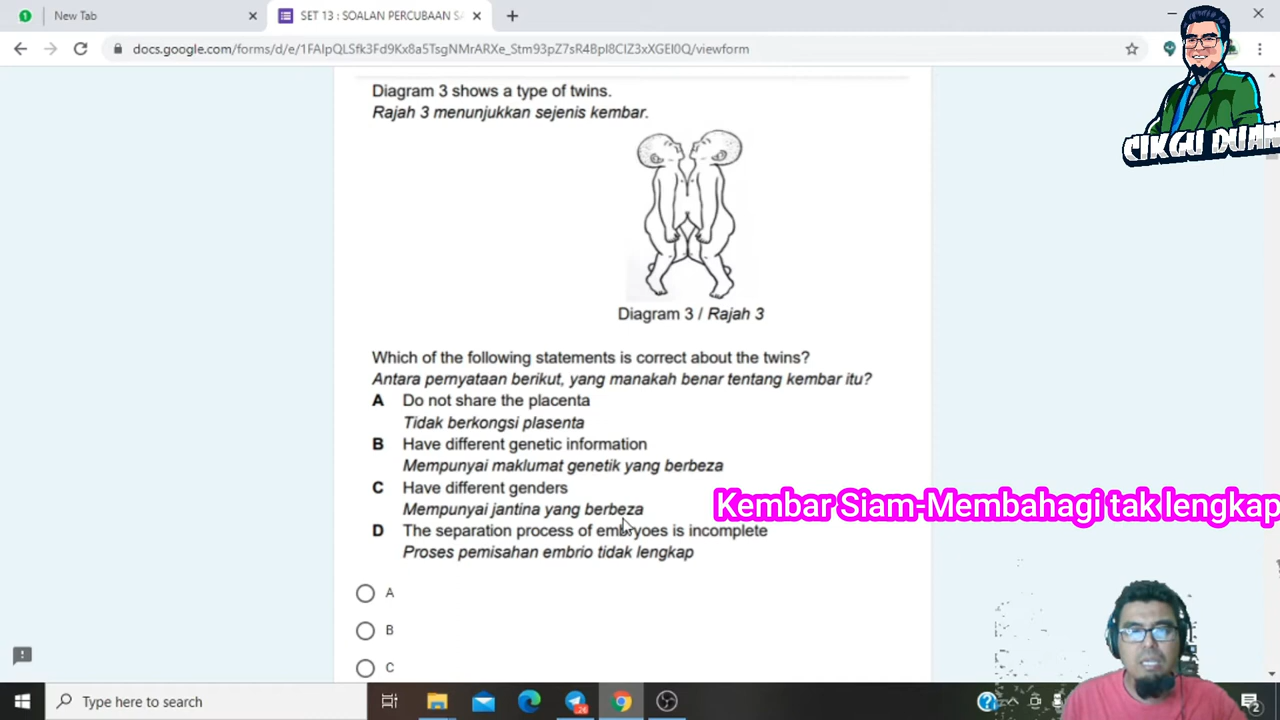 New Tab
SET 13 : SOALAN PERCUBAAN SA
docs.google.com/forms/d/e/1FAIpQLSfk3Fd9Kx8a5TsgNMrARXe_Stm93pZ7sR4BpI8CIZ3xXGEI0Q/viewform
CIKGU DUAN
Diagram 3 shows a type of twins.
Rajah 3 menunjukkan sejenis kembar.
Diagram 3 / Rajah 3
Which of the following statements is correct about the twins?
Antara pernyataan berikut, yang manakah benar tentang kembar itu?
A Do not share the placenta
Tidak berkongsi plasenta
B Have different genetic information
Mempunyai maklumat genetik yang berbeza
C Have different genders
Mempunyai jantina yang berbeza
Kembar Siam-Membahagi tak lengkap
D The separation process of embryoes is incomplete
Proses pemisahan embrio tidak lengkap
A
B
C
Type here to search